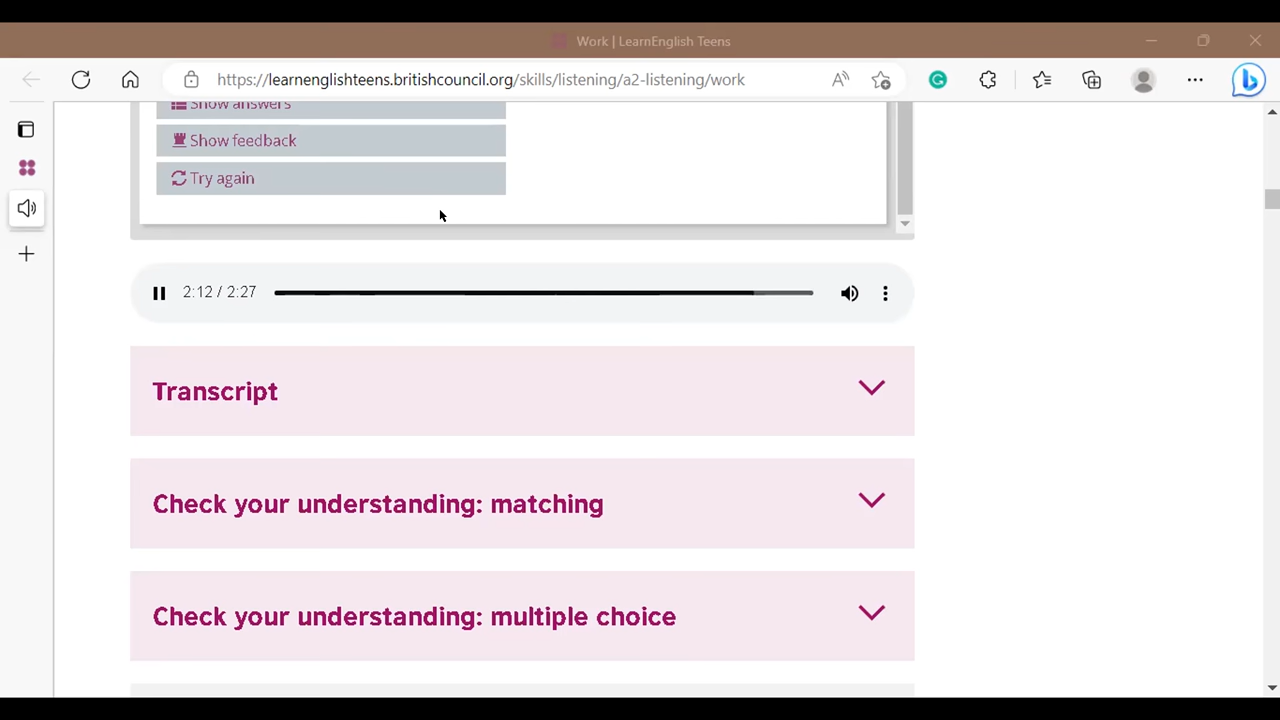 Work | LearnEnglish Teens
https://learnenglishteens.britishcouncil.org/skills/listening/a2-listening/work
Show answers
Show feedback
Try again
2:12 / 2:27
Transcript
Check your understanding: matching
Check your understanding: multiple choice